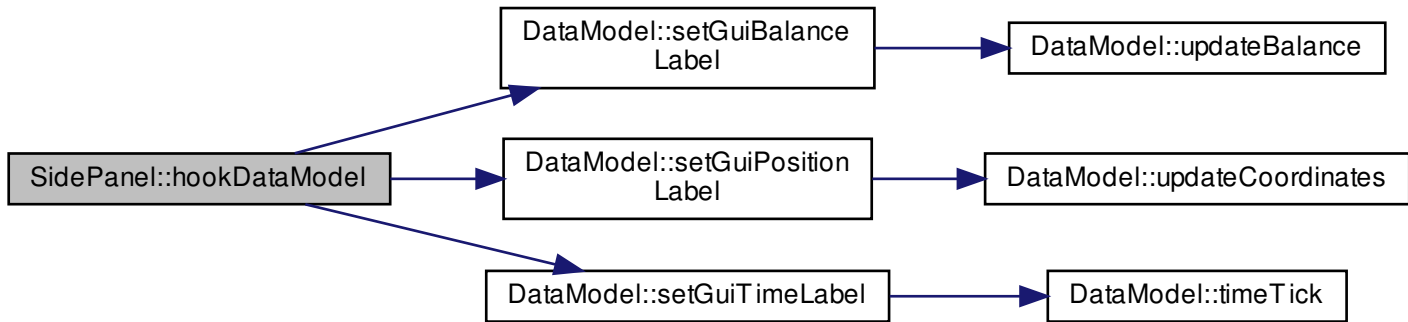 DataModel::setGuiBalance
Label
DataModel::updateBalance
SidePanel::hookDataModel
DataModel::setGuiPosition
Label
DataModel::updateCoordinates
DataModel::setGuiTimeLabel
DataModel::timeTick